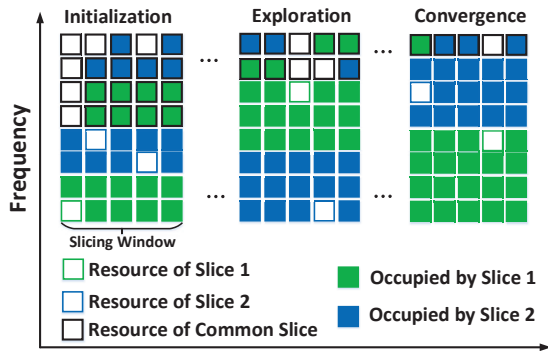 Initialization Exploration Convergence
... ...
Frequency
... ...
Slicing Window
Resource of Slice 1
Resource of Slice 2
Resource of Common Slice
Occupied by Slice 1
Occupied by Slice 2